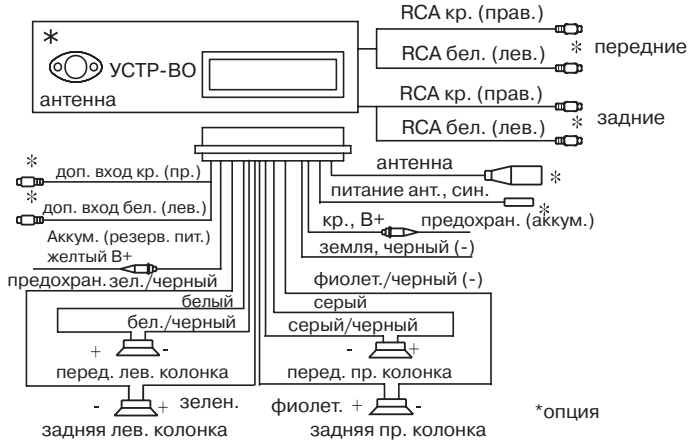 RCA кр. (прав.)
RCA бел. (лев.)
* передние
RCA кр. (прав.)
RCA бел. (лев.)
* задние
*
УСТР-ВО
антенна
*
доп. вход кр. (пр.)
*
доп. вход бел. (лев.)
Аккум. (резерв. пит.)
желтый В+
предохран.
зел./черный
белый
бел./черный
+ -
перед. лев. колонка
- +
зелен.
задняя лев. колонка
антенна
*
питание ант., син.
*
кр., В+
предохран. (аккум.)
земля, черный (-)
фиолет./черный (-)
серый
серый/черный
- +
перед. пр. колонка
фиолет. + -
задняя пр. колонка
*опция